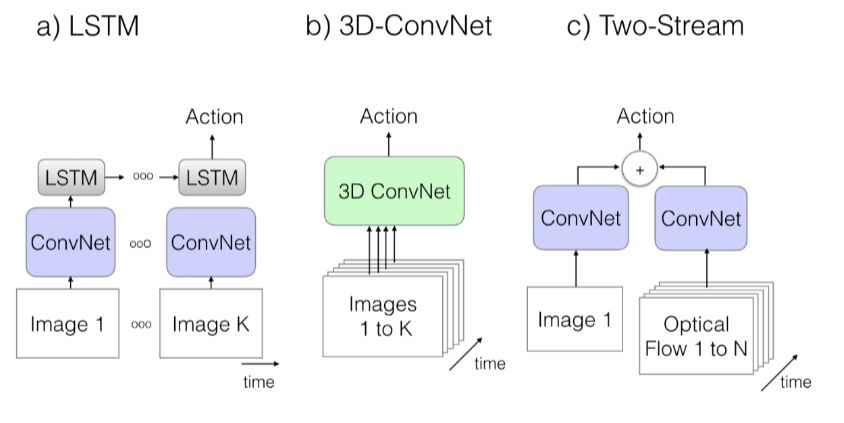 a) LSTM
Action
LSTM ooo LSTM
ConvNet ooo ConvNet
Image 1 ooo Image K
time
b) 3D-ConvNet
Action
3D ConvNet
Images
1 to K
time
c) Two-Stream
Action
+
ConvNet ConvNet
Image 1
Optical
Flow 1 to N
time